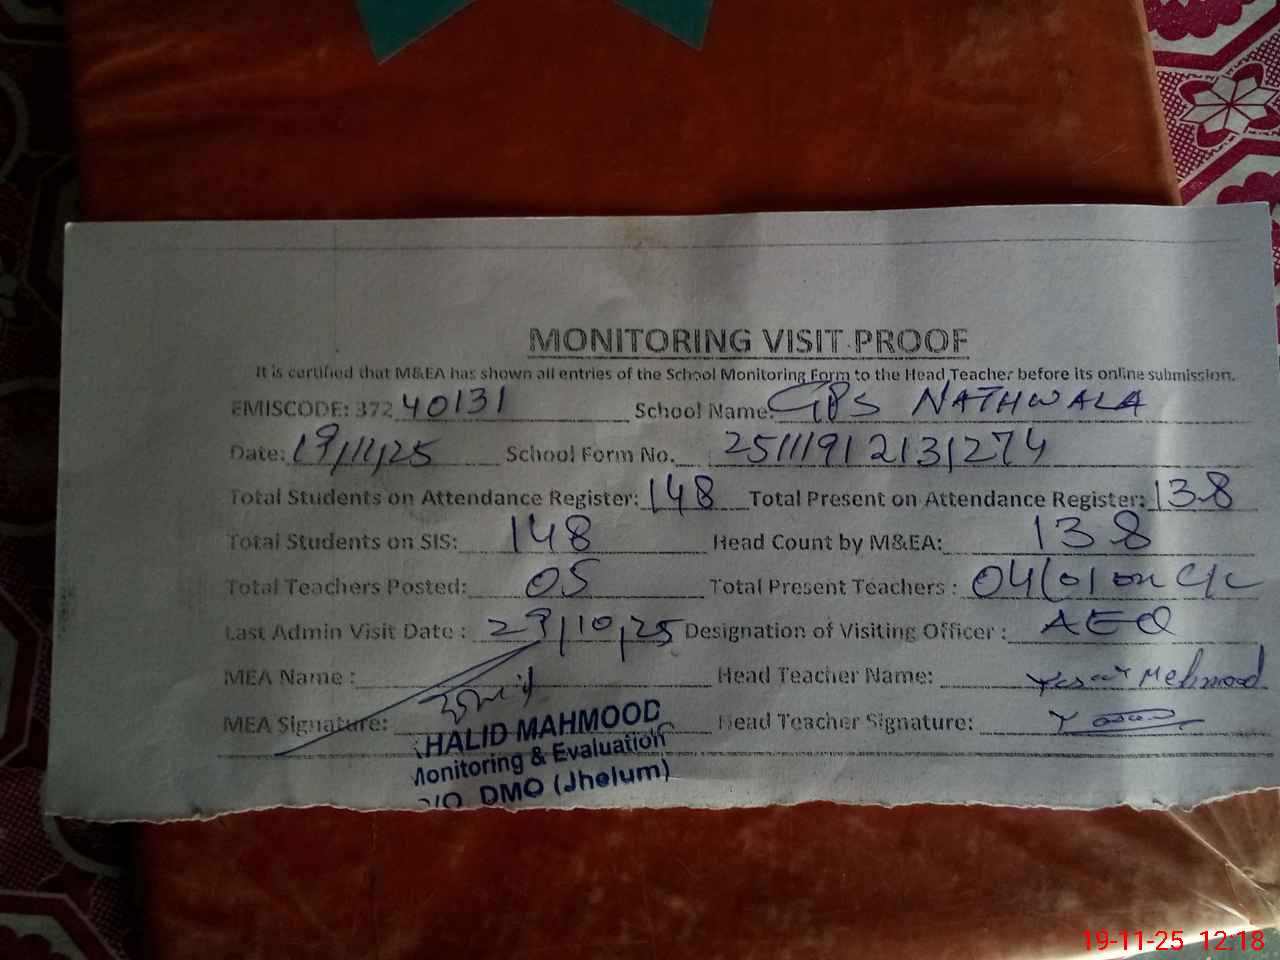 MONITORING VISIT PROOF
It is certified that M&EA has shown all entries of the School Monitoring Form to the Head Teacher before its online submission.
EMISCODE: 37240131 School Name: GPS NATHWALA
Date: 19/11/25 School Form No. 25111912131274
Total Students on Attendance Register: 148 Total Present on Attendance Register: 138
Total Students on SIS: 148 Head Count by M&EA: 138
Total Teachers Posted: 05 Total Present Teachers : 04(01 on C/L
Last Admin Visit Date : 29/10/25 Designation of Visiting Officer : AEO
MEA Name : Head Teacher Name: Mehmood
MEA Signature: Head Teacher Signature:
KHALID MAHMOOD
Monitoring & Evaluation
DMO (Jhelum)
19-11-25 12:18